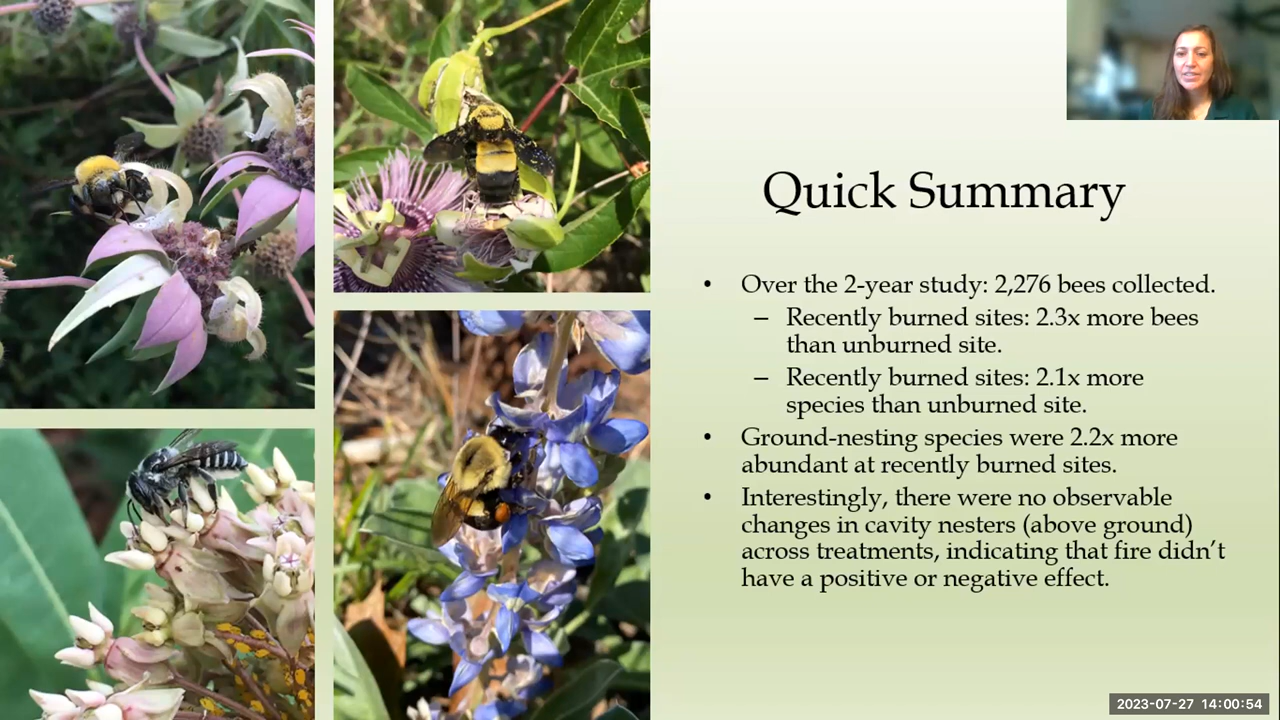 Quick Summary
• Over the 2-year study: 2,276 bees collected.
– Recently burned sites: 2.3x more bees
than unburned site.
– Recently burned sites: 2.1x more
species than unburned site.
• Ground-nesting species were 2.2x more
abundant at recently burned sites.
• Interestingly, there were no observable
changes in cavity nesters (above ground)
across treatments, indicating that fire didn’t
have a positive or negative effect.
2023-07-27 14:00:54